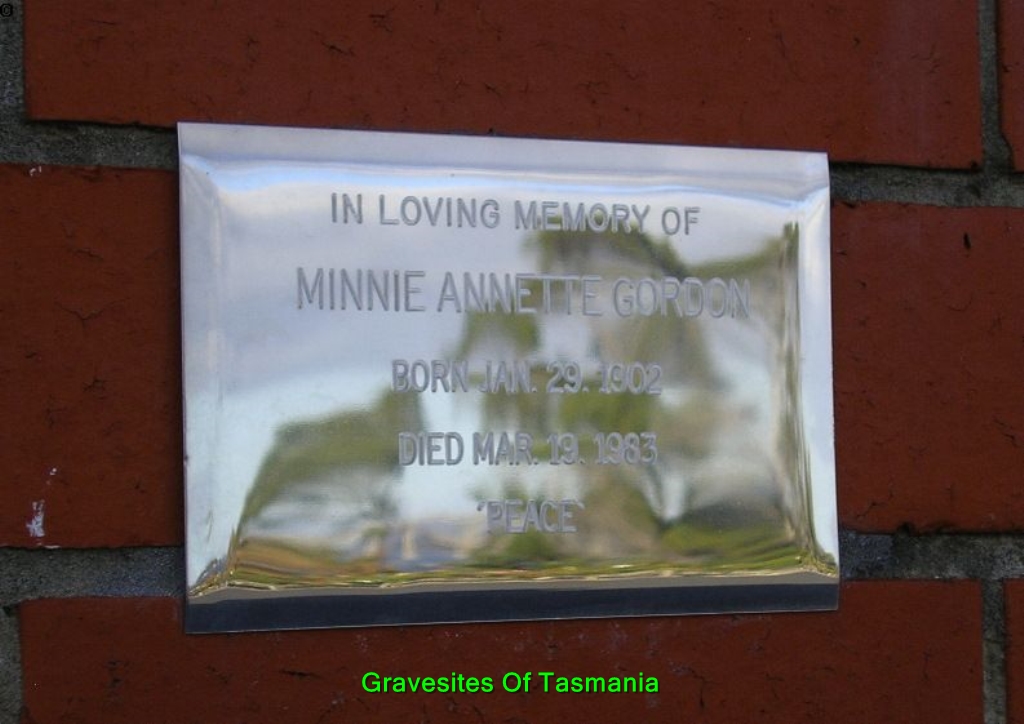 IN LOVING MEMORY OF
MINNIE ANNETTE GORDON
BORN JAN. 29. 1902
DIED MAR. 19. 1983
"PEACE"
Gravesites Of Tasmania